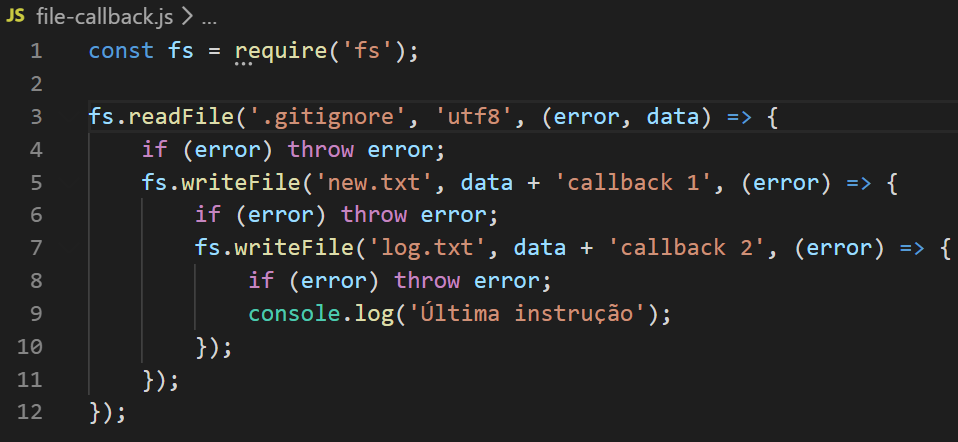 JS file-callback.js > ...
1 const fs = require('fs');
2
3 fs.readFile('.gitignore', 'utf8', (error, data) => {
4     if (error) throw error;
5     fs.writeFile('new.txt', data + 'callback 1', (error) => {
6         if (error) throw error;
7         fs.writeFile('log.txt', data + 'callback 2', (error) => {
8             if (error) throw error;
9             console.log('Última instrução');
10         });
11     });
12 });